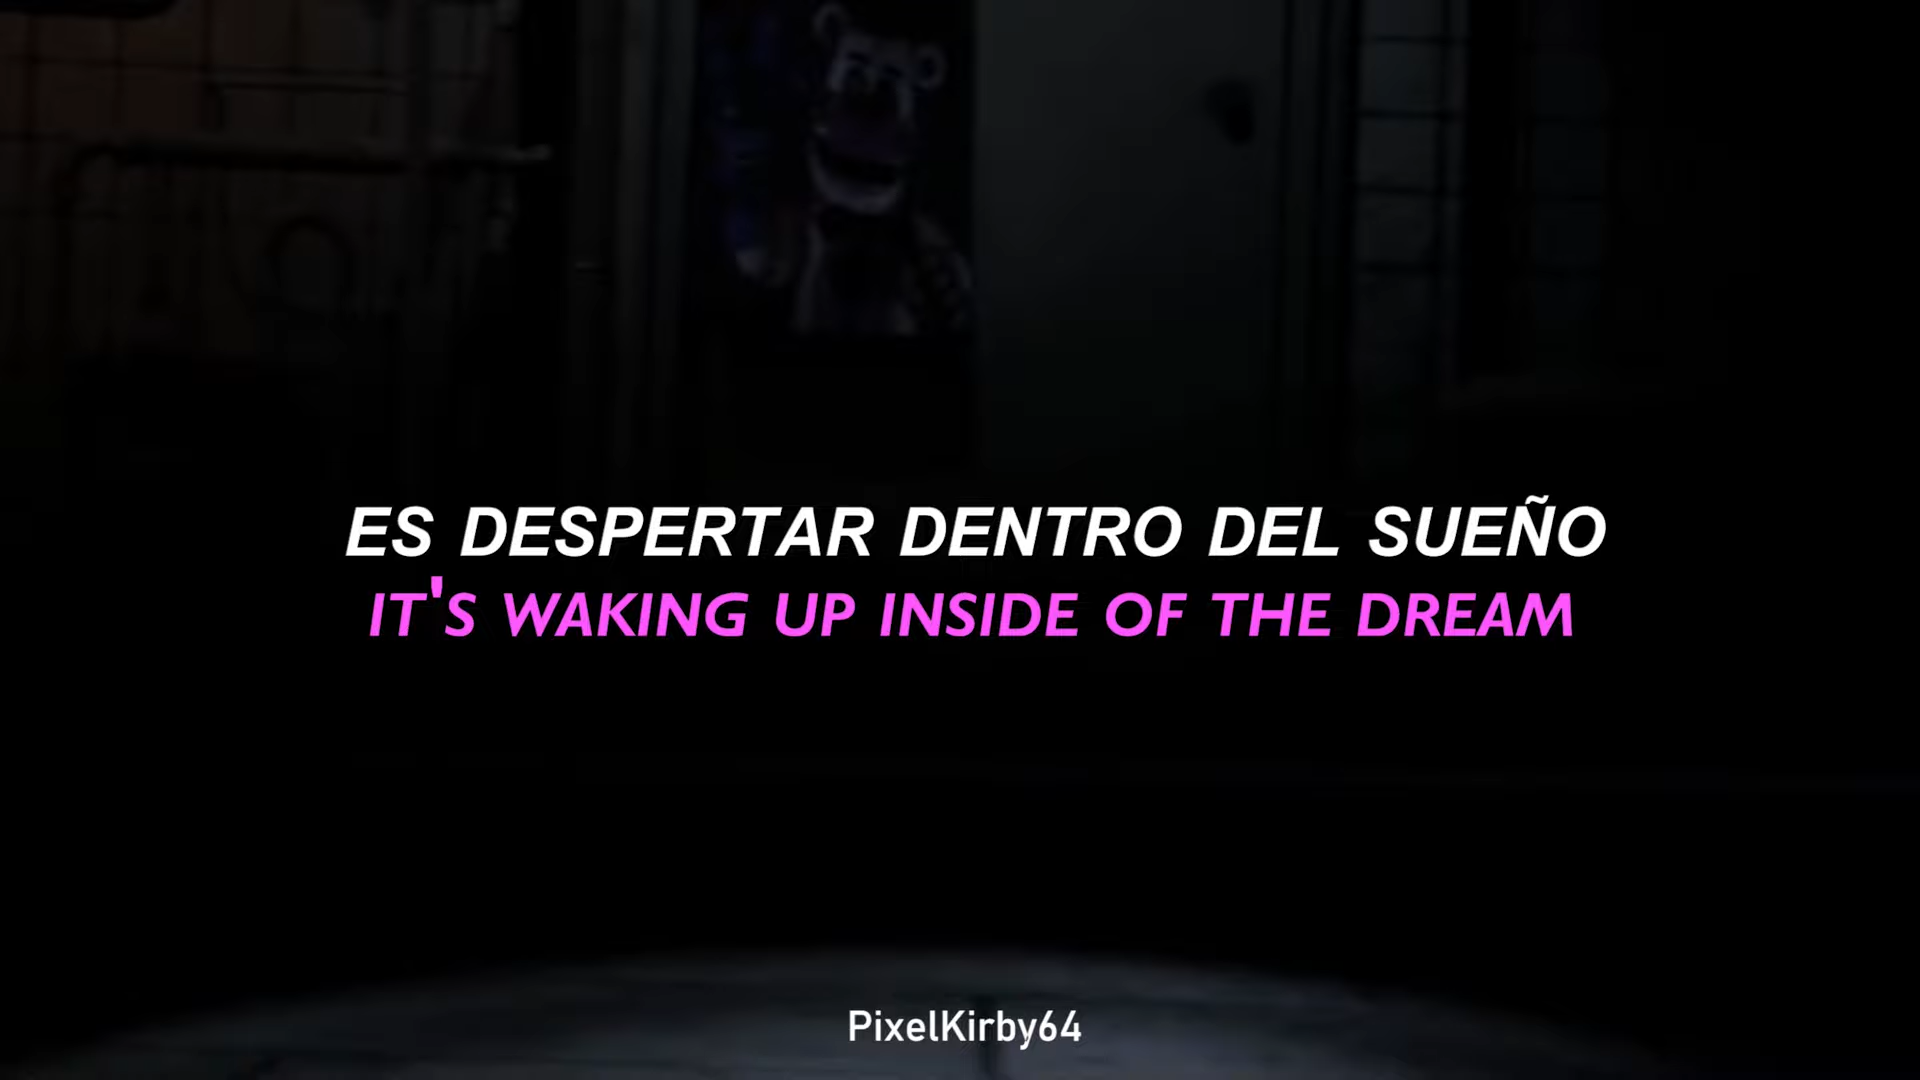 ES DESPERTAR DENTRO DEL SUEÑO
IT'S WAKING UP INSIDE OF THE DREAM
PixelKirby64